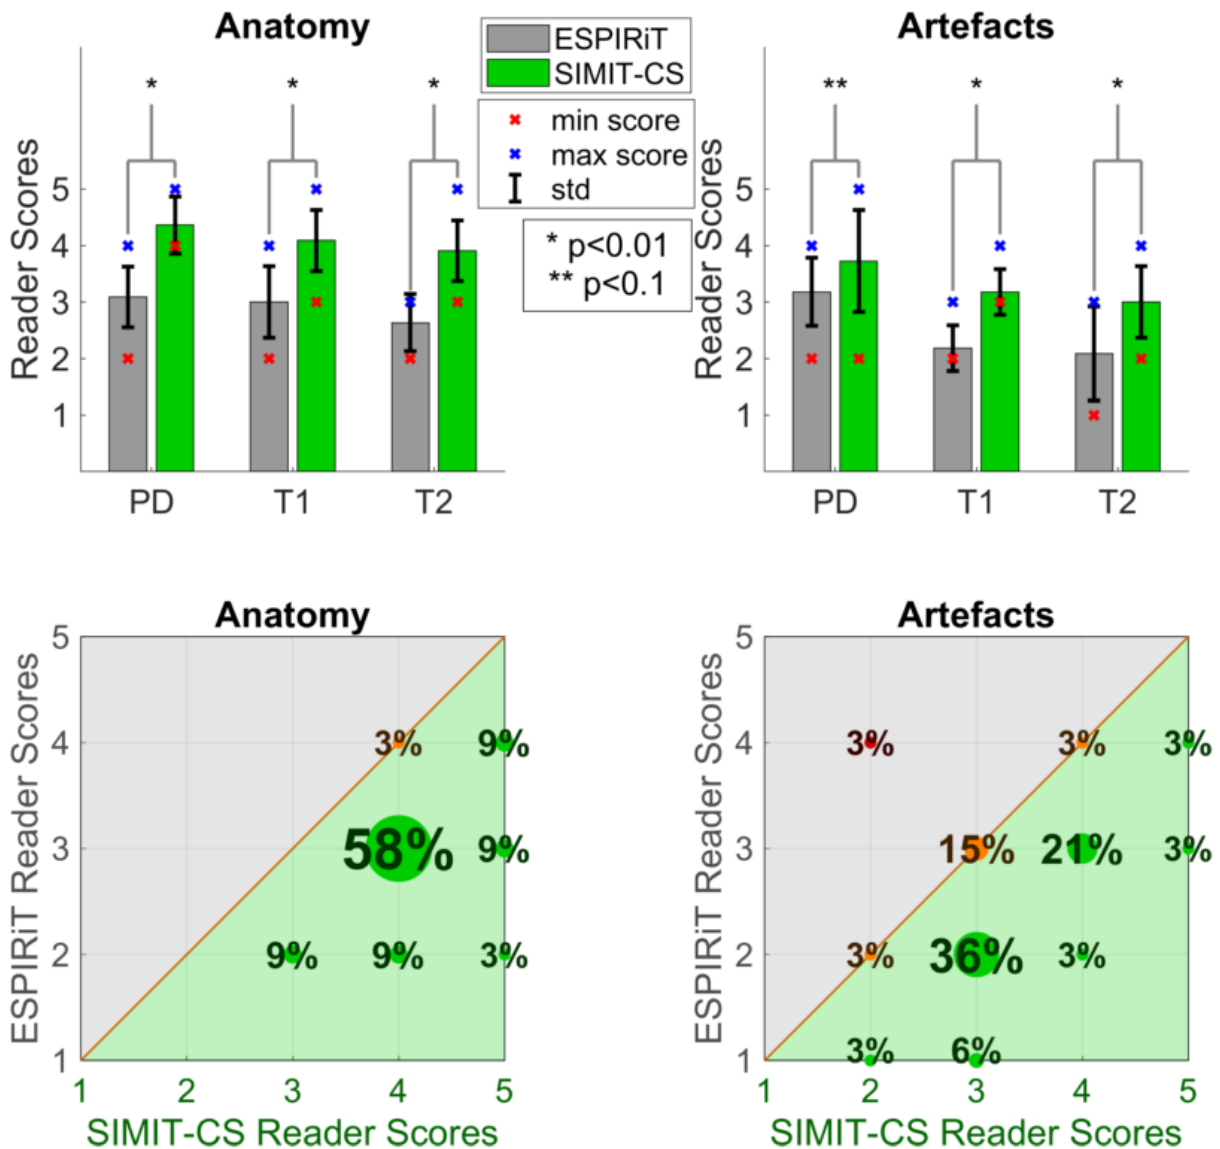 Anatomy
ESPIRiT
SIMIT-CS
min score
max score
std
* p<0.01
** p<0.1
* * *
Reader Scores
5
4
3
2
1
PD T1 T2
Artefacts
** * *
Reader Scores
5
4
3
2
1
PD T1 T2
Anatomy
ESPIRiT Reader Scores
5
4
3
2
1
3% 9%
58% 9%
9% 9% 3%
1 2 3 4 5
SIMIT-CS Reader Scores
Artefacts
ESPIRiT Reader Scores
5
4
3
2
1
3% 3% 3%
15% 21% 3%
3% 36% 3%
3% 6%
1 2 3 4 5
SIMIT-CS Reader Scores